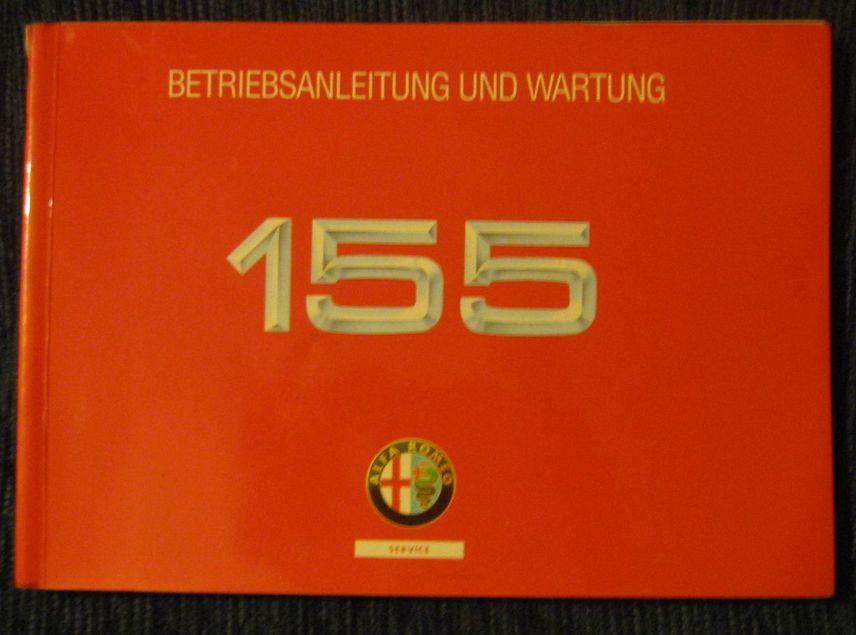 BETRIEBSANLEITUNG UND WARTUNG
155
ALFA ROMEO
SERVICE